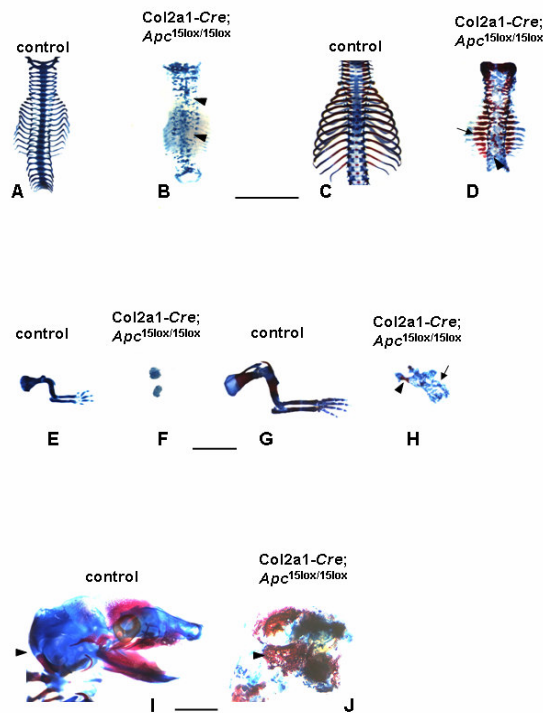 control
Col2a1-Cre;
Apc15lox/15lox
control
Col2a1-Cre;
Apc15lox/15lox
A
B
C
D
control
Col2a1-Cre;
Apc15lox/15lox
control
Col2a1-Cre;
Apc15lox/15lox
E
F
G
H
control
Col2a1-Cre;
Apc15lox/15lox
I
J